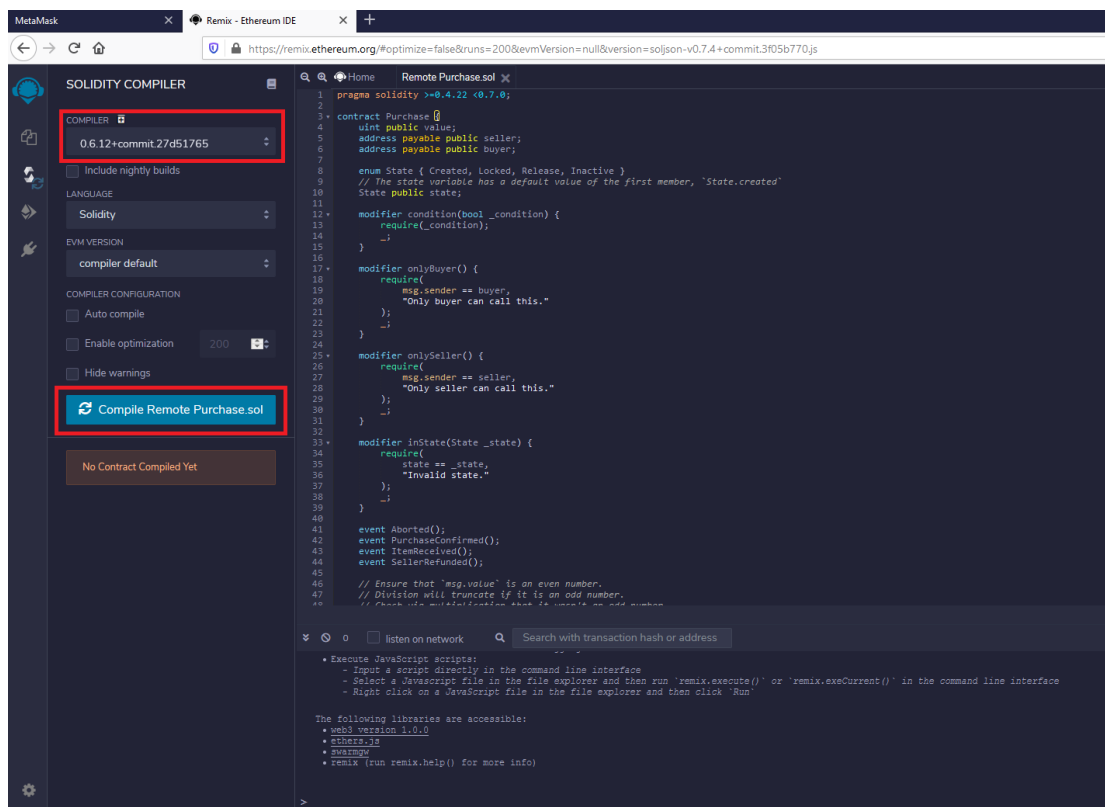 MetaMask
Remix - Ethereum IDE
https://remix.ethereum.org/#optimize=false&runs=200&evmVersion=null&version=soljson-v0.7.4+commit.3f05b770.js
SOLIDITY COMPILER
COMPILER
0.6.12+commit.27d51765
Include nightly builds
LANGUAGE
Solidity
EVM VERSION
compiler default
COMPILER CONFIGURATION
Auto compile
Enable optimization 200
Hide warnings
Compile Remote Purchase.sol
No Contract Compiled Yet
Home Remote Purchase.sol
1 pragma solidity >=0.4.22 <0.7.0;
2
3 contract Purchase {
4 uint public value;
5 address payable public seller;
6 address payable public buyer;
7
8 enum State { Created, Locked, Release, Inactive }
9 // The state variable has a default value of the first member, `State.created`
10 State public state;
11
12 modifier condition(bool _condition) {
13 require(_condition);
14 _;
15 }
16
17 modifier onlyBuyer() {
18 require(
19 msg.sender == buyer,
20 "Only buyer can call this."
21 );
22 _;
23 }
24
25 modifier onlySeller() {
26 require(
27 msg.sender == seller,
28 "Only seller can call this."
29 );
30 _;
31 }
32
33 modifier inState(State _state) {
34 require(
35 state == _state,
36 "Invalid state."
37 );
38 _;
39 }
40
41 event Aborted();
42 event PurchaseConfirmed();
43 event ItemReceived();
44 event SellerRefunded();
45
46 // Ensure that `msg.value` is an even number.
47 // Division will truncate if it is an odd number.
48 // Check via multiplication that it wasn't an odd number.
0 listen on network Search with transaction hash or address
• Execute JavaScript scripts:
- Input a script directly in the command line interface
- Select a Javascript file in the file explorer and then run `remix.execute()` or `remix.exeCurrent()` in the command line interface
- Right click on a JavaScript file in the file explorer and then click `Run`
The following libraries are accessible:
• web3 version 1.0.0
• ethers.js
• swarmgw
• remix (run remix.help() for more info)
>